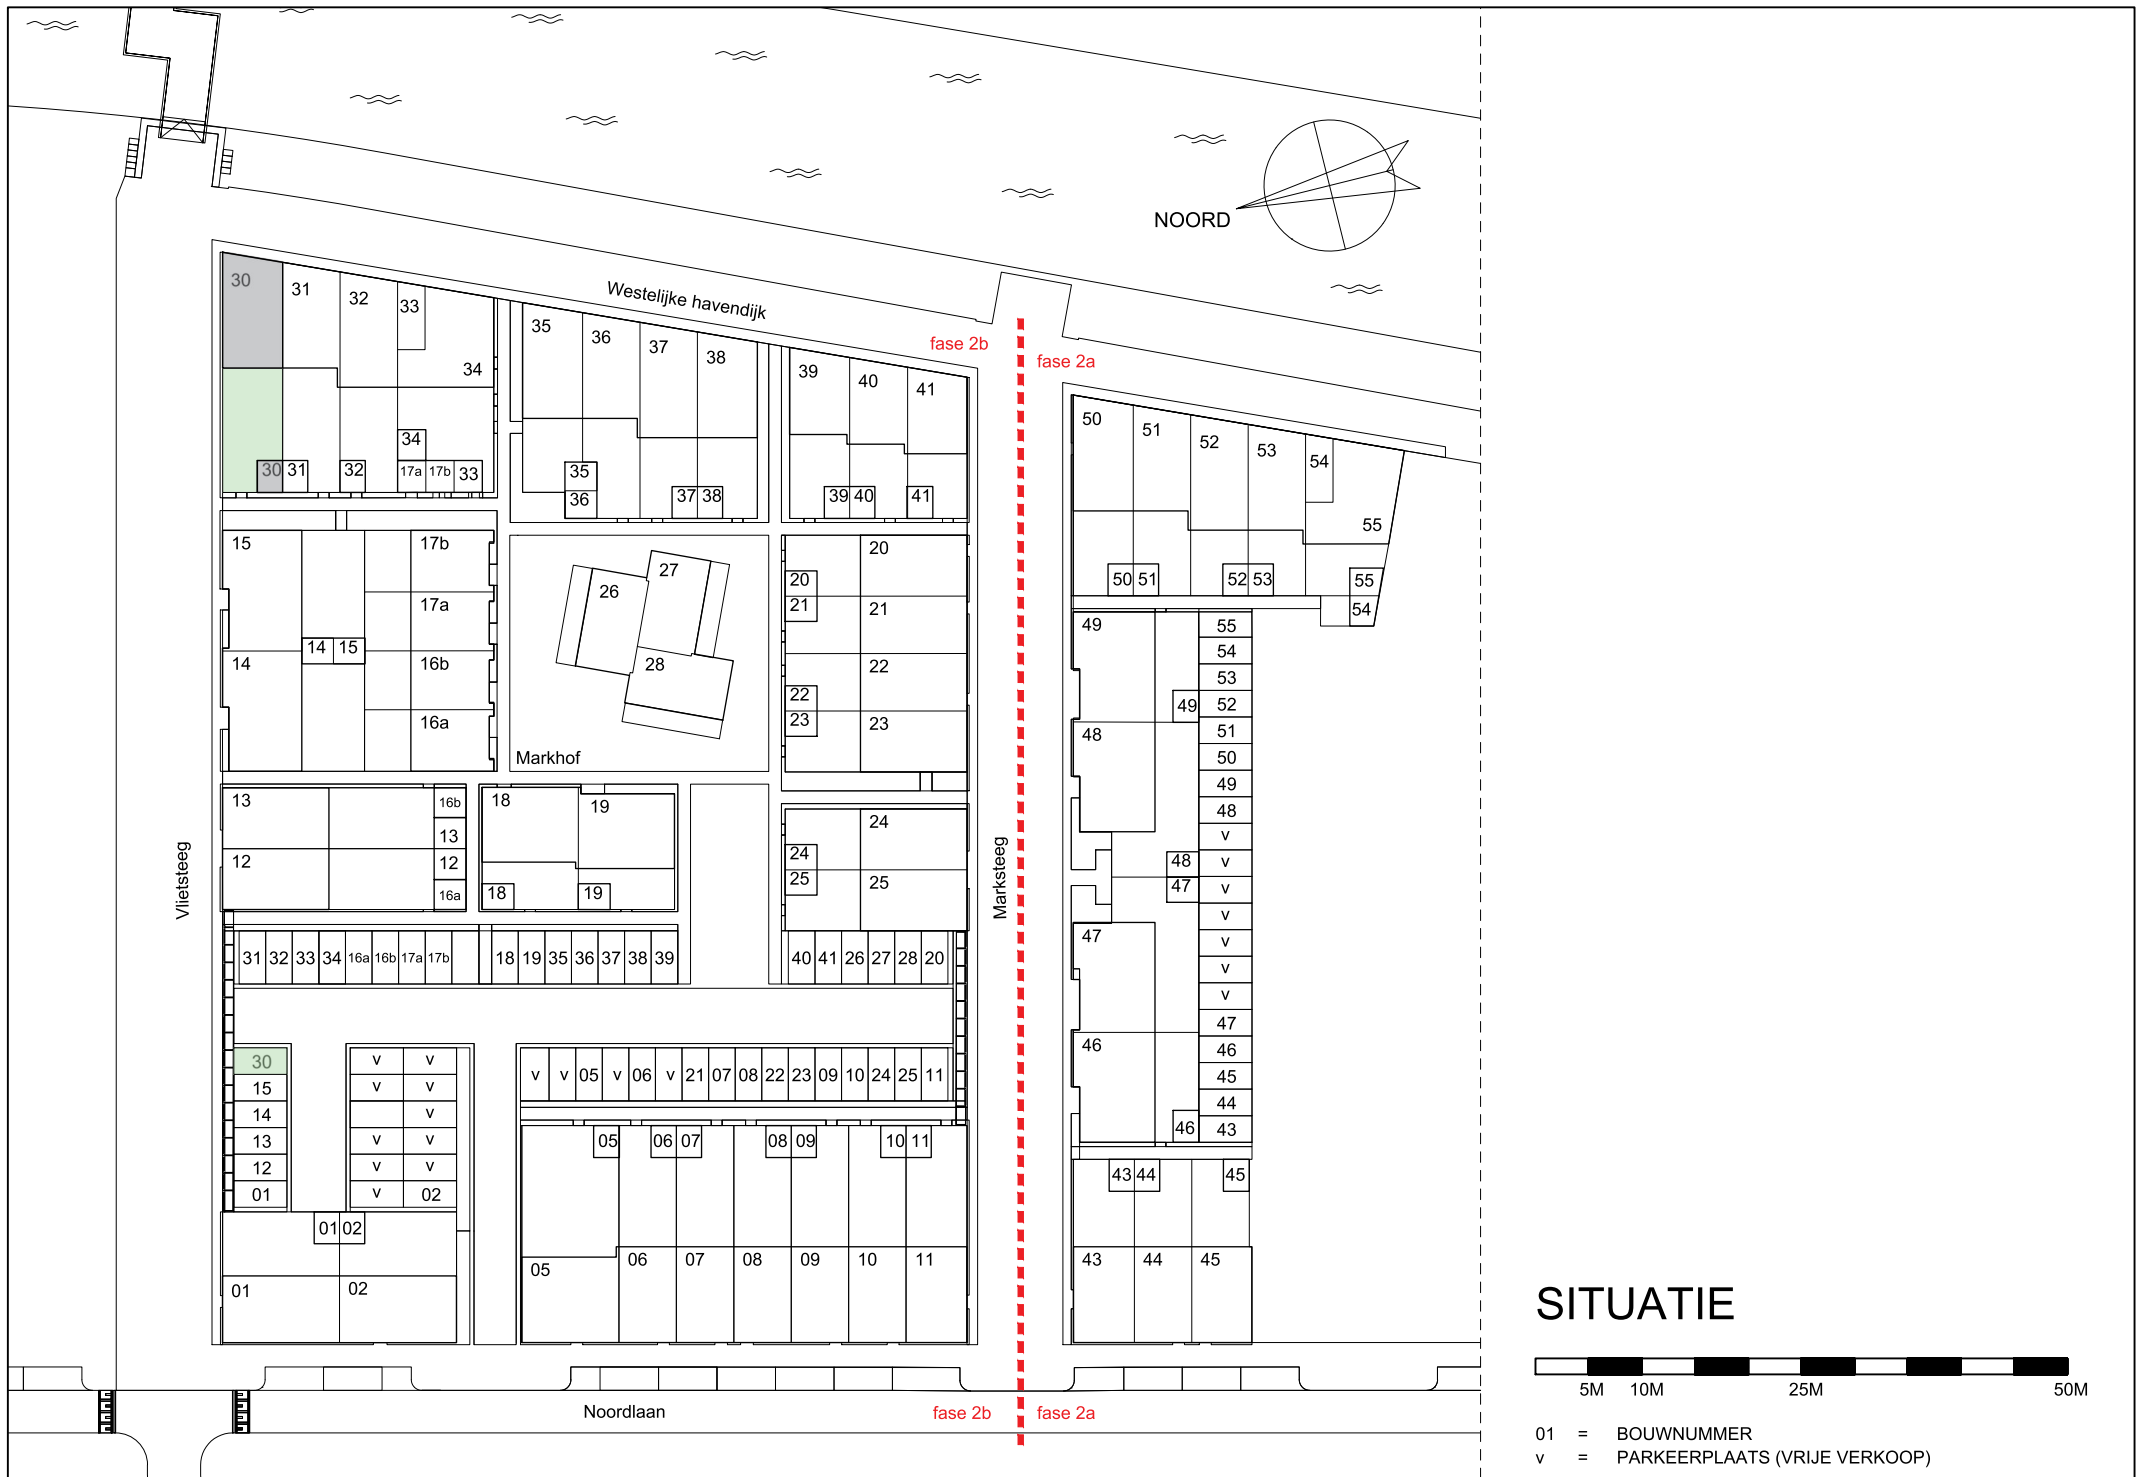 NOORD
Westelijke havendijk
fase 2b
fase 2a
30
31
32
33
34
35
36
37
38
39
40
41
50
51
52
53
54
55
34
30 31 32 17a 17b 33
35
36
37 38
39 40 41
50 51 52 53 55
54
15
17b
17a
14 15
14
16b
16a
26
27
28
Markhof
20
20
21
21
22
22
23
23
49
49
48
48
47
47
46
46
55
54
53
52
51
50
49
48
v
v
v
v
v
v
v
47
46
45
44
43
13
12
16b
13
12
16a
18
19
18
19
24
24
25
25
Vlietsteeg
Marksteeg
31 32 33 34 16a 16b 17a 17b
18 19 35 36 37 38 39
40 41 26 27 28 20
30
15
14
13
12
01
v v
v v
v
v v
v v
v 02
v v 05 v 06 v 21 07 08 22 23 09 10 24 25 11
01 02
01
02
05 06 07 08 09 10 11
05
06
07
08
09
10
11
43 44 45
43
44
45
Noordlaan
fase 2b
fase 2a
SITUATIE
5M 10M 25M 50M
01 = BOUWNUMMER
v = PARKEERPLAATS (VRIJE VERKOOP)